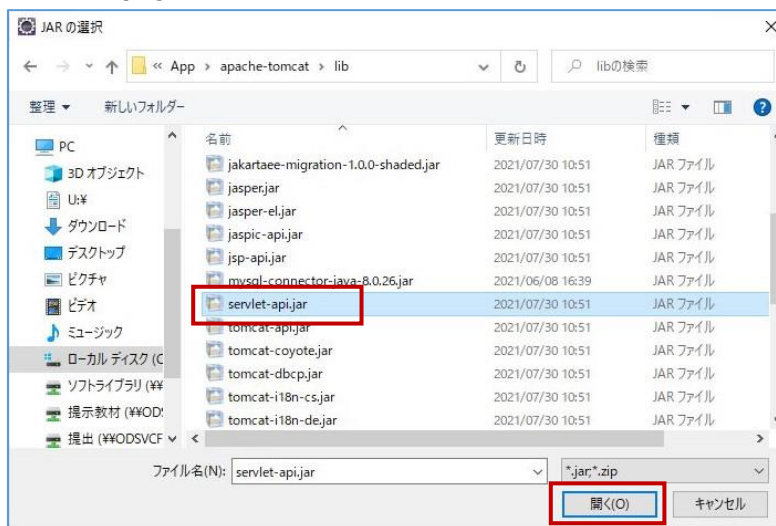 JAR の選択
« App › apache-tomcat › lib
libの検索
整理 新しいフォルダー
名前 更新日時 種類
PC
3D オブジェクト
U:¥
ダウンロード
デスクトップ
ピクチャ
ビデオ
ミュージック
ローカル ディスク (C
ソフトライブラリ (¥¥
提示教材 (¥¥OD
提出 (¥¥ODSVCF
jakartaee-migration-1.0.0-shaded.jar 2021/07/30 10:51 JAR ファイル
jasper.jar 2021/07/30 10:51 JAR ファイル
jasper-el.jar 2021/07/30 10:51 JAR ファイル
jaspic-api.jar 2021/07/30 10:51 JAR ファイル
jsp-api.jar 2021/07/30 10:51 JAR ファイル
mysql-connector-java-8.0.26.jar 2021/06/08 16:39 JAR ファイル
servlet-api.jar 2021/07/30 10:51 JAR ファイル
tomcat-api.jar 2021/07/30 10:51 JAR ファイル
tomcat-coyote.jar 2021/07/30 10:51 JAR ファイル
tomcat-dbcp.jar 2021/07/30 10:51 JAR ファイル
tomcat-i18n-cs.jar 2021/07/30 10:51 JAR ファイル
tomcat-i18n-de.jar 2021/07/30 10:51 JAR ファイル
ファイル名(N): servlet-api.jar *.jar;*.zip
開く(O) キャンセル